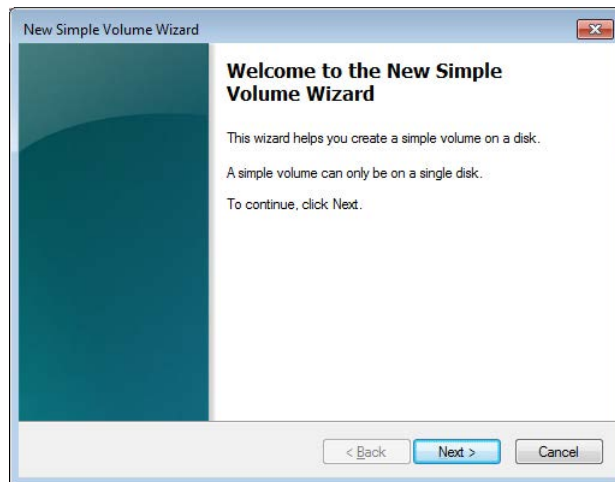 New Simple Volume Wizard
Welcome to the New Simple
Volume Wizard
This wizard helps you create a simple volume on a disk.
A simple volume can only be on a single disk.
To continue, click Next.
< Back
Next >
Cancel